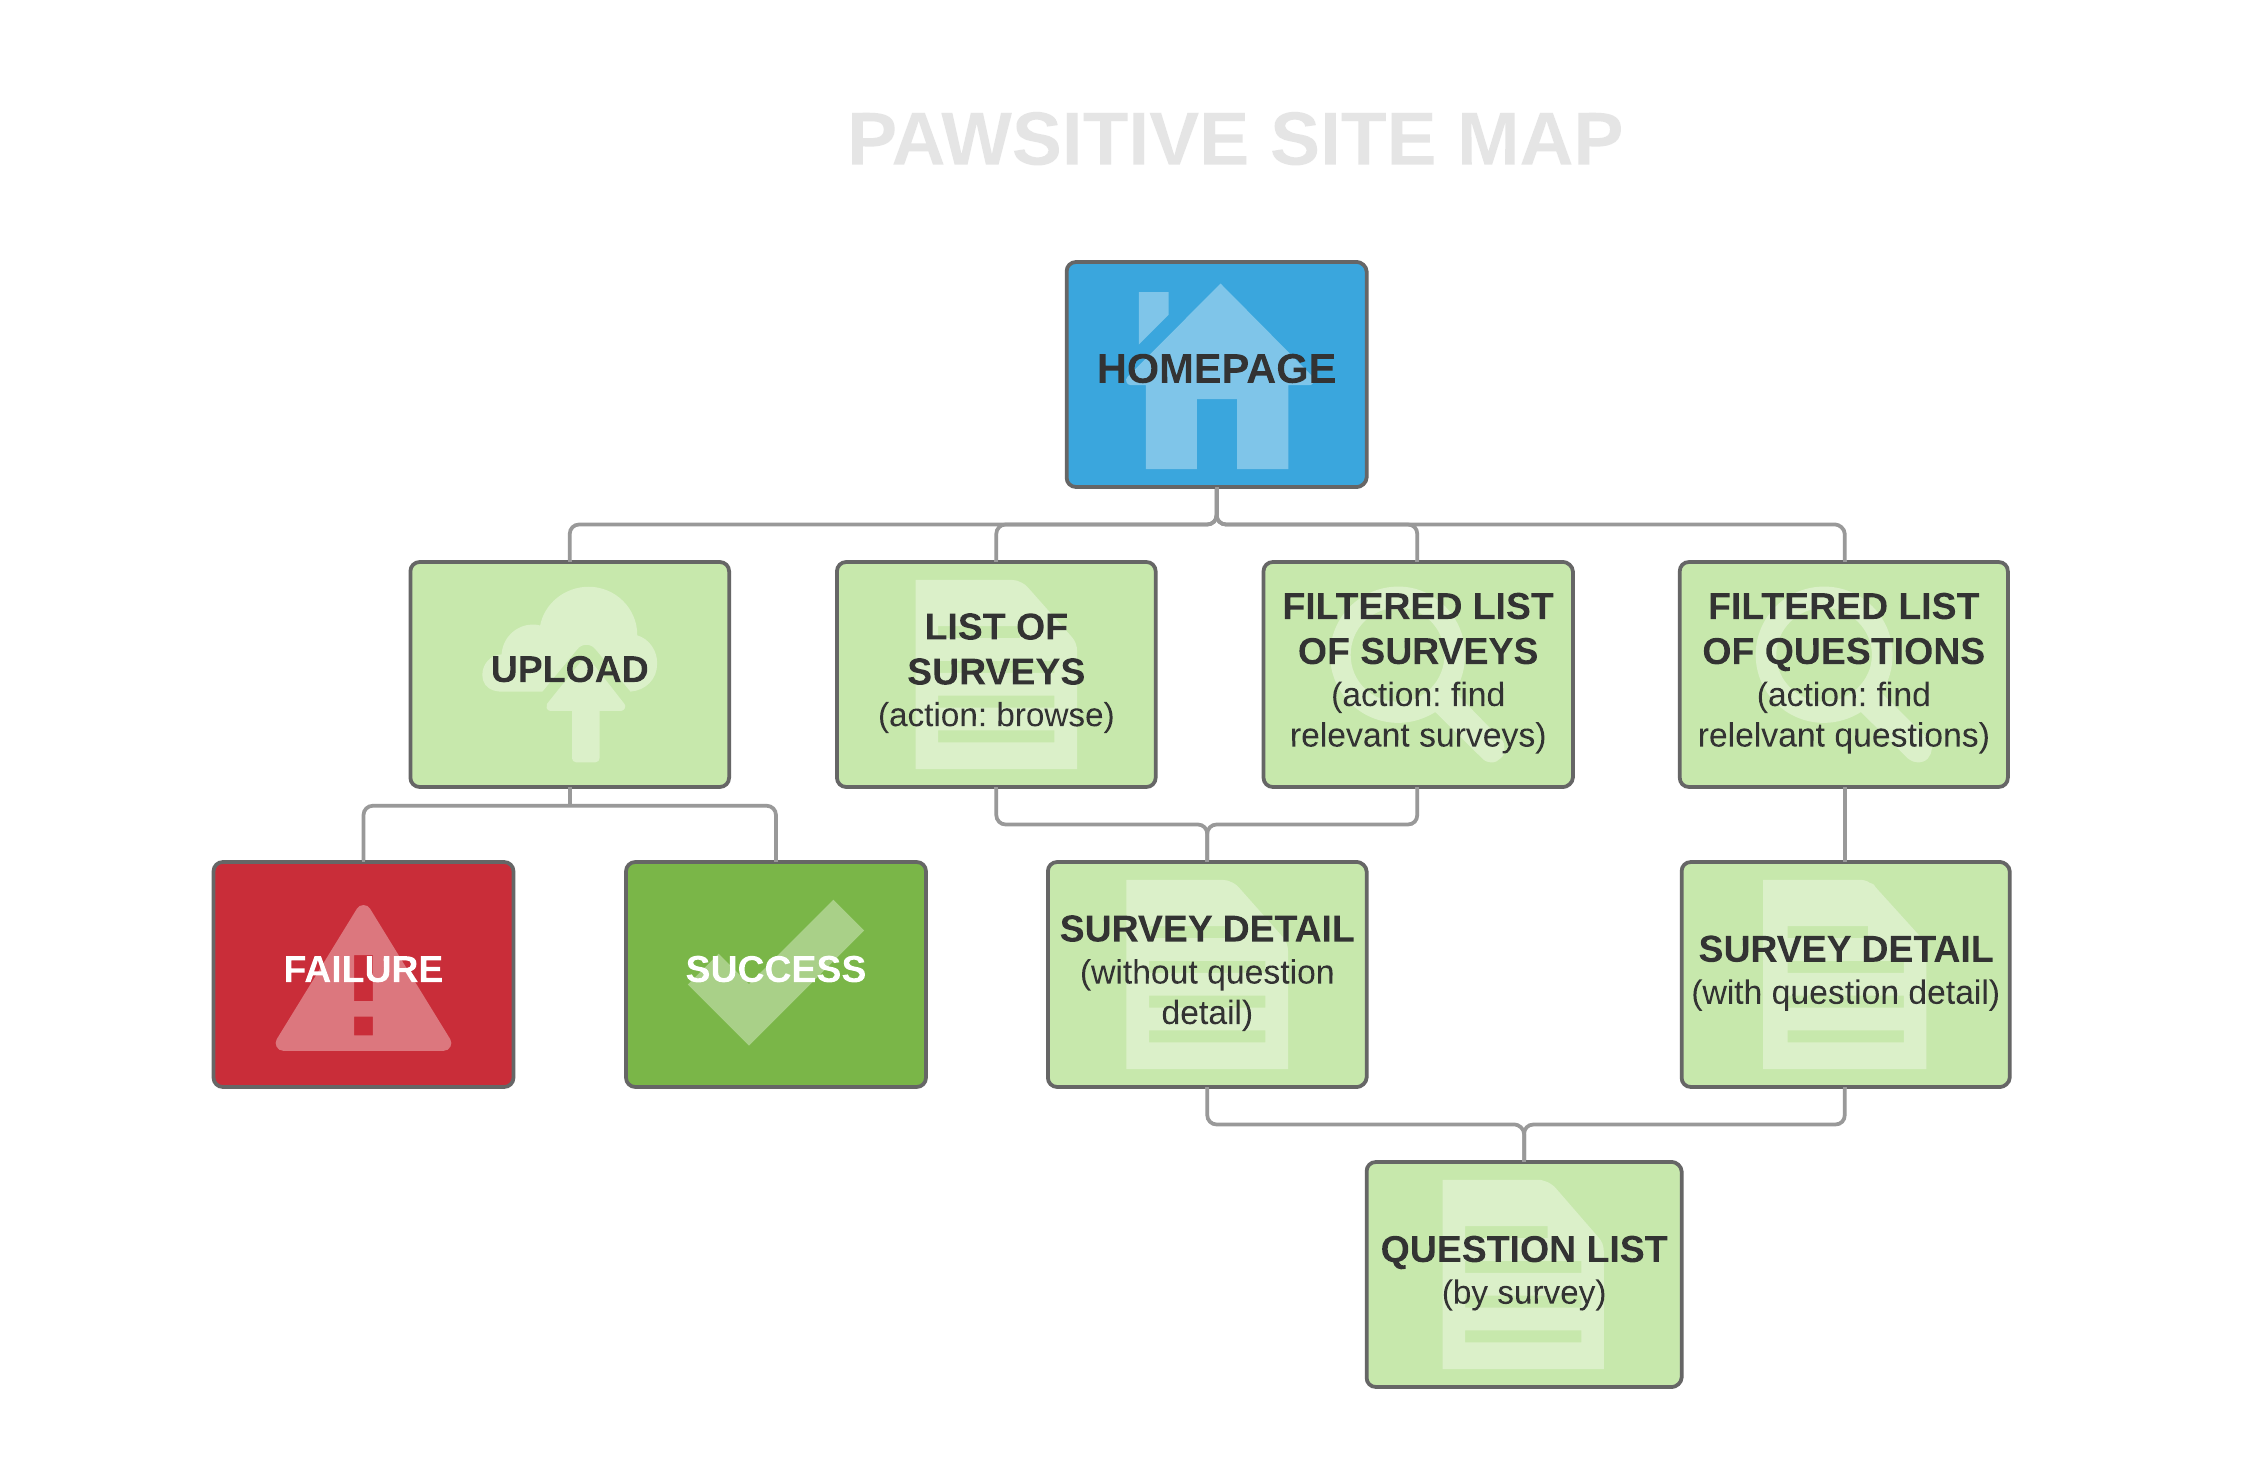 PAWSITIVE SITE MAP
HOMEPAGE
UPLOAD
LIST OF
SURVEYS
(action: browse)
FILTERED LIST
OF SURVEYS
(action: find
relevant surveys)
FILTERED LIST
OF QUESTIONS
(action: find
relelvant questions)
FAILURE
SUCCESS
SURVEY DETAIL
(without question
detail)
SURVEY DETAIL
(with question detail)
QUESTION LIST
(by survey)